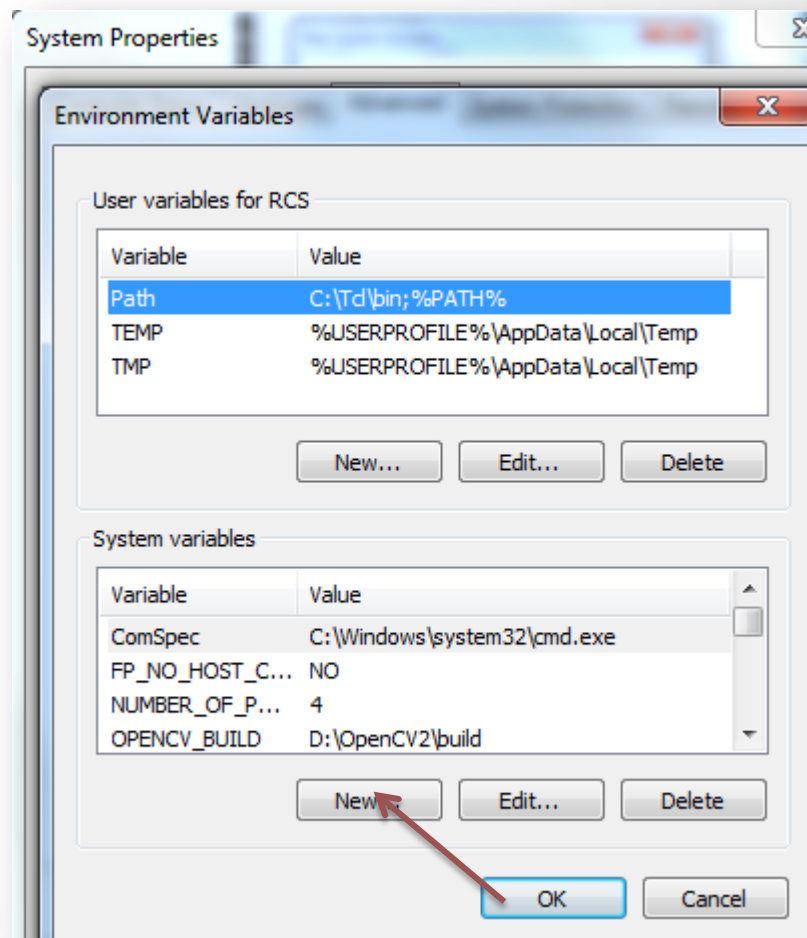 System Properties
Environment Variables
User variables for RCS
Variable Value
Path C:\Tcl\bin;%PATH%
TEMP %USERPROFILE%\AppData\Local\Temp
TMP %USERPROFILE%\AppData\Local\Temp
New... Edit... Delete
System variables
Variable Value
ComSpec C:\Windows\system32\cmd.exe
FP_NO_HOST_C... NO
NUMBER_OF_P... 4
OPENCV_BUILD D:\OpenCV2\build
New... Edit... Delete
OK Cancel